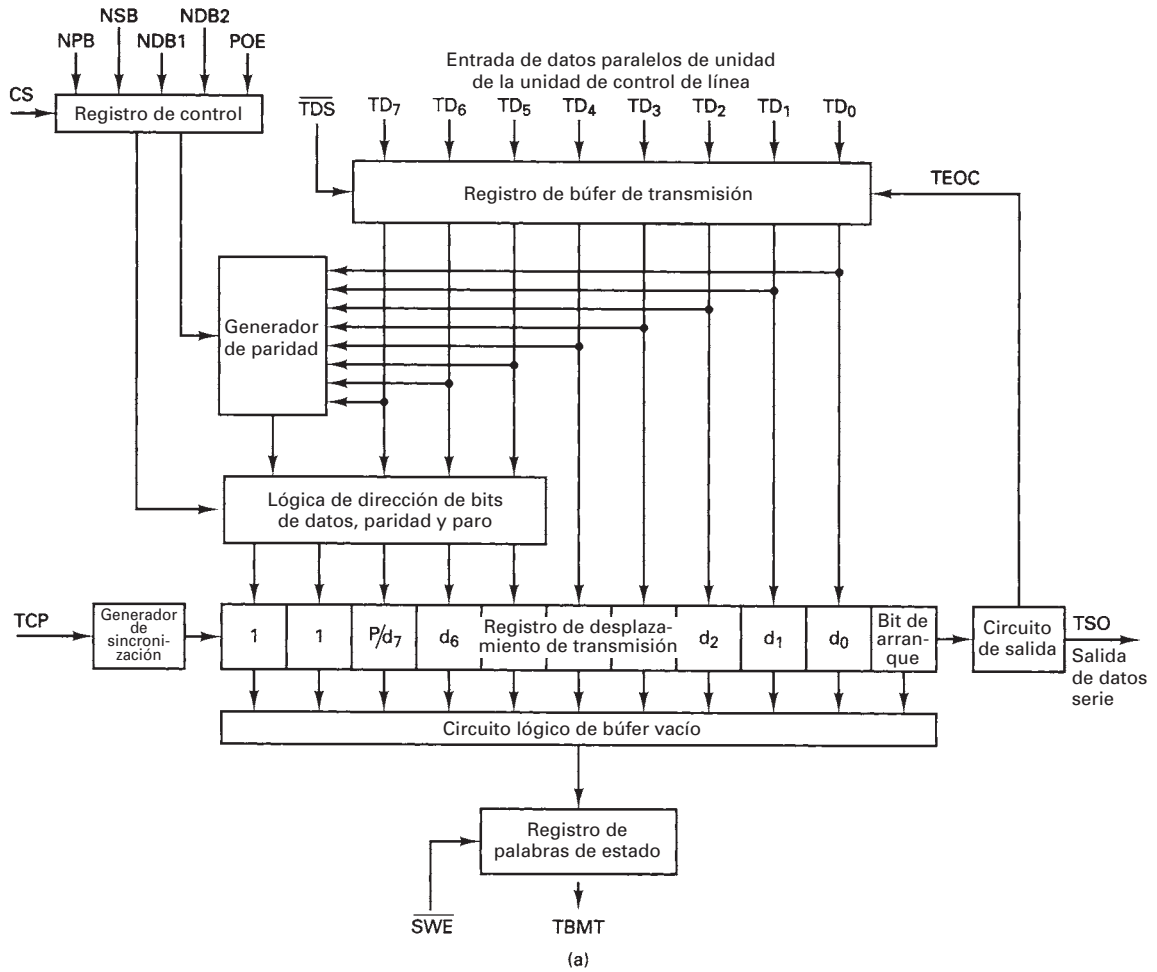 NSB NDB2
NPB NDB1 POE
CS
Registro de control
Entrada de datos paralelos de unidad
de la unidad de control de línea
TDS TD7 TD6 TD5 TD4 TD3 TD2 TD1 TD0
Registro de búfer de transmisión
TEOC
Generador
de paridad
Lógica de dirección de bits
de datos, paridad y paro
TCP
Generador
de
sincroni-
zación
1 1 P/d7 d6
Registro de desplaza-
miento de transmisión
d2 d1 d0
Bit de
arran-
que
Circuito
de salida
TSO
Salida
de datos
serie
Circuito lógico de búfer vacío
Registro de
palabras de estado
SWE TBMT
(a)